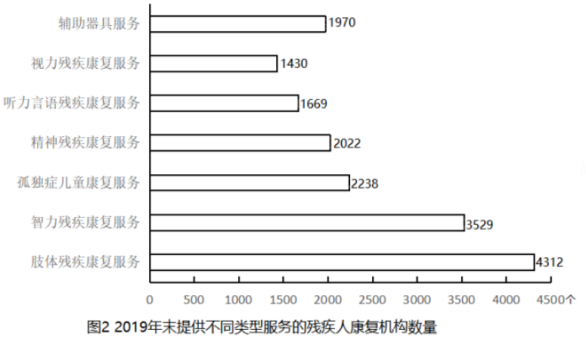 辅助器具服务 1970
视力残疾康复服务 1430
听力言语残疾康复服务 1669
精神残疾康复服务 2022
孤独症儿童康复服务 2238
智力残疾康复服务 3529
肢体残疾康复服务 4312
0 500 1000 1500 2000 2500 3000 3500 4000 4500个
图2 2019年末提供不同类型服务的残疾人康复机构数量